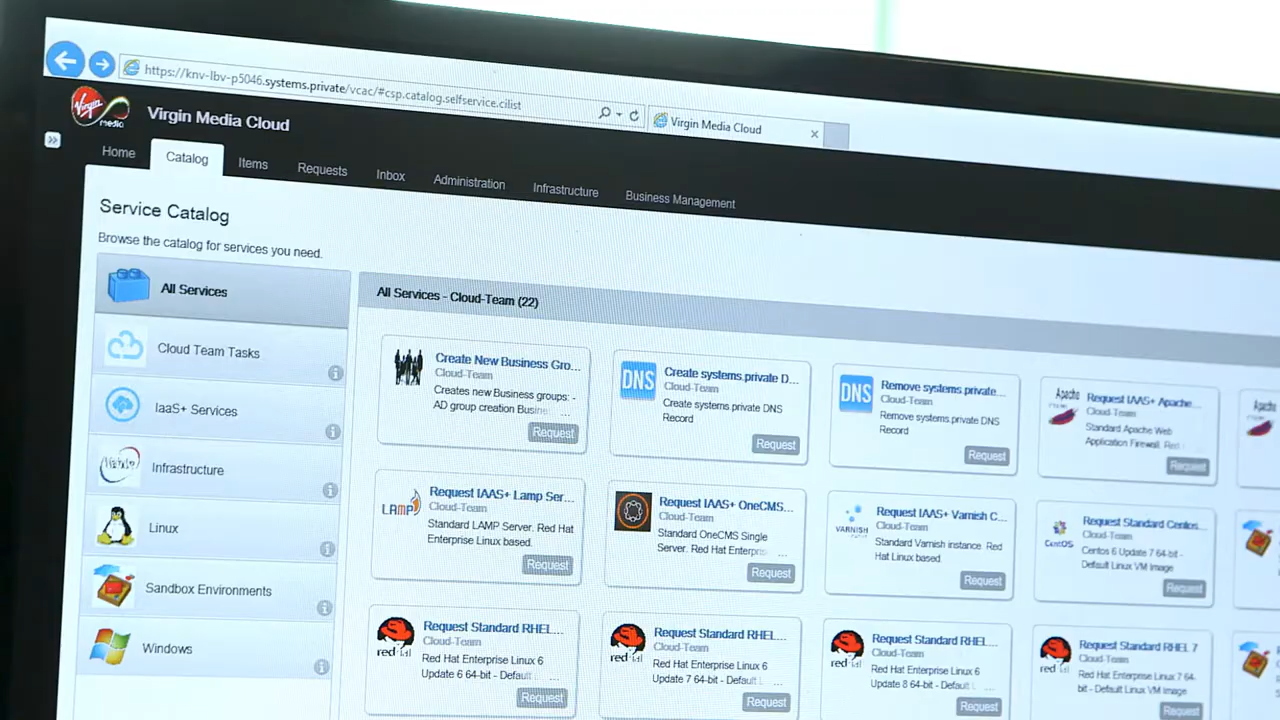 https://knv-lbv-p5046.systems.private/vcac/#csp.catalog.selfservice.cilist
Virgin Media Cloud
Virgin
media
Virgin Media Cloud
Home
Catalog
Items
Requests
Inbox
Administration
Infrastructure
Business Management
Service Catalog
Browse the catalog for services you need.
All Services
Cloud Team Tasks
IaaS+ Services
Infrastructure
Linux
Sandbox Environments
Windows
All Services - Cloud-Team (22)
Create New Business Gro...
Cloud-Team
Creates new Business groups: -
AD group creation Busine ...
Request
DNS
Create systems.private D...
Cloud-Team
Create systems.private DNS
Record
Request
DNS
Remove systems.private...
Cloud-Team
Remove systems.private DNS
Record
Request
Apache
Request IAAS+ Apache...
Cloud-Team
Standard Apache Web
Application Firewall. Red
Request
Apache
LAMP
Request IAAS+ Lamp Ser...
Cloud-Team
Standard LAMP Server. Red Hat
Enterprise Linux based.
Request
Request IAAS+ OneCMS...
Cloud-Team
Standard OneCMS Single
Server. Red Hat Enterpris ...
Request
VARNISH
Request IAAS+ Varnish C...
Cloud-Team
Standard Varnish instance. Red
Hat Linux based.
Request
CentOS
Request Standard Centos...
Cloud-Team
Centos 6 Update 7 64-bit -
Default Linux VM Image
Request
red hat
Request Standard RHEL...
Cloud-Team
Red Hat Enterprise Linux 6
Update 6 64-bit - Default L ...
Request
red hat
Request Standard RHEL...
Cloud-Team
Red Hat Enterprise Linux 6
Update 7 64-bit - Default L ...
Request
red hat
Request Standard RHEL...
Cloud-Team
Red Hat Enterprise Linux 6
Update 8 64-bit - Default L ...
Request
red hat
Request Standard RHEL 7
Cloud-Team
Red Hat Enterprise Linux 7 64-
bit - Default Linux VM Image
Request